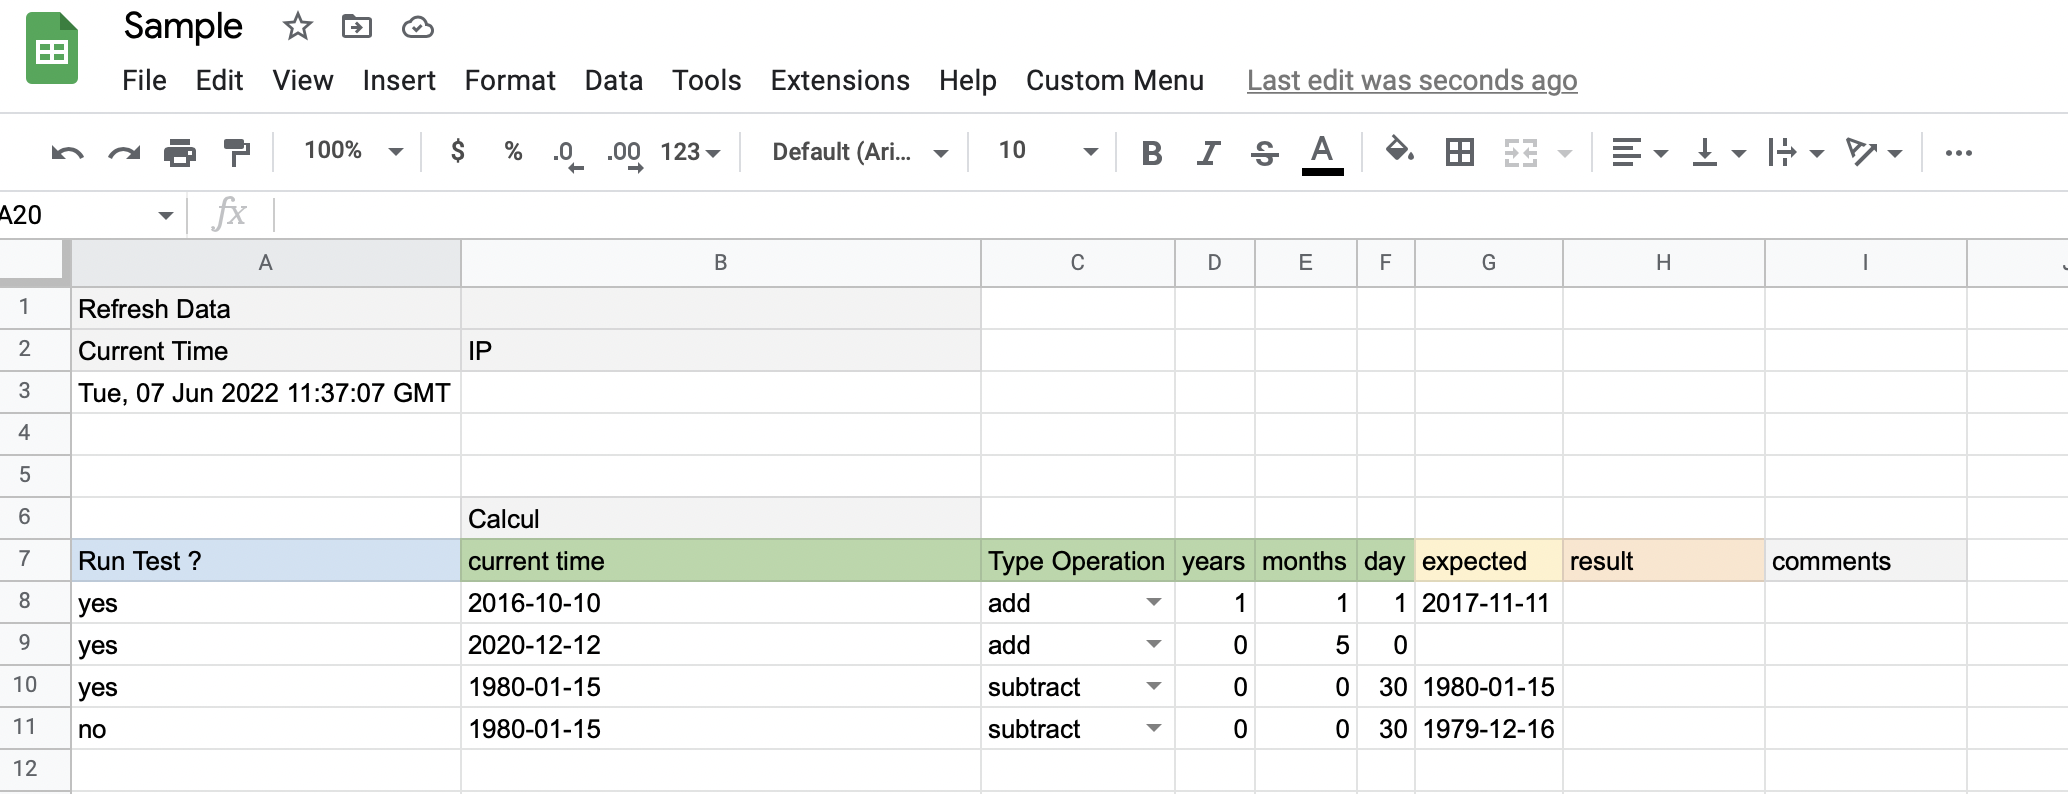 Sample
File Edit View Insert Format Data Tools Extensions Help Custom Menu Last edit was seconds ago
100% $ % .0 .00 123 Default (Ari... 10 B I S A ...
A20 fx
A B C D E F G H I
1 Refresh Data
2 Current Time IP
3 Tue, 07 Jun 2022 11:37:07 GMT
4
5
6 Calcul
7 Run Test ? current time Type Operation years months day expected result comments
8 yes 2016-10-10 add 1 1 1 2017-11-11
9 yes 2020-12-12 add 0 5 0
10 yes 1980-01-15 subtract 0 0 30 1980-01-15
11 no 1980-01-15 subtract 0 0 30 1979-12-16
12